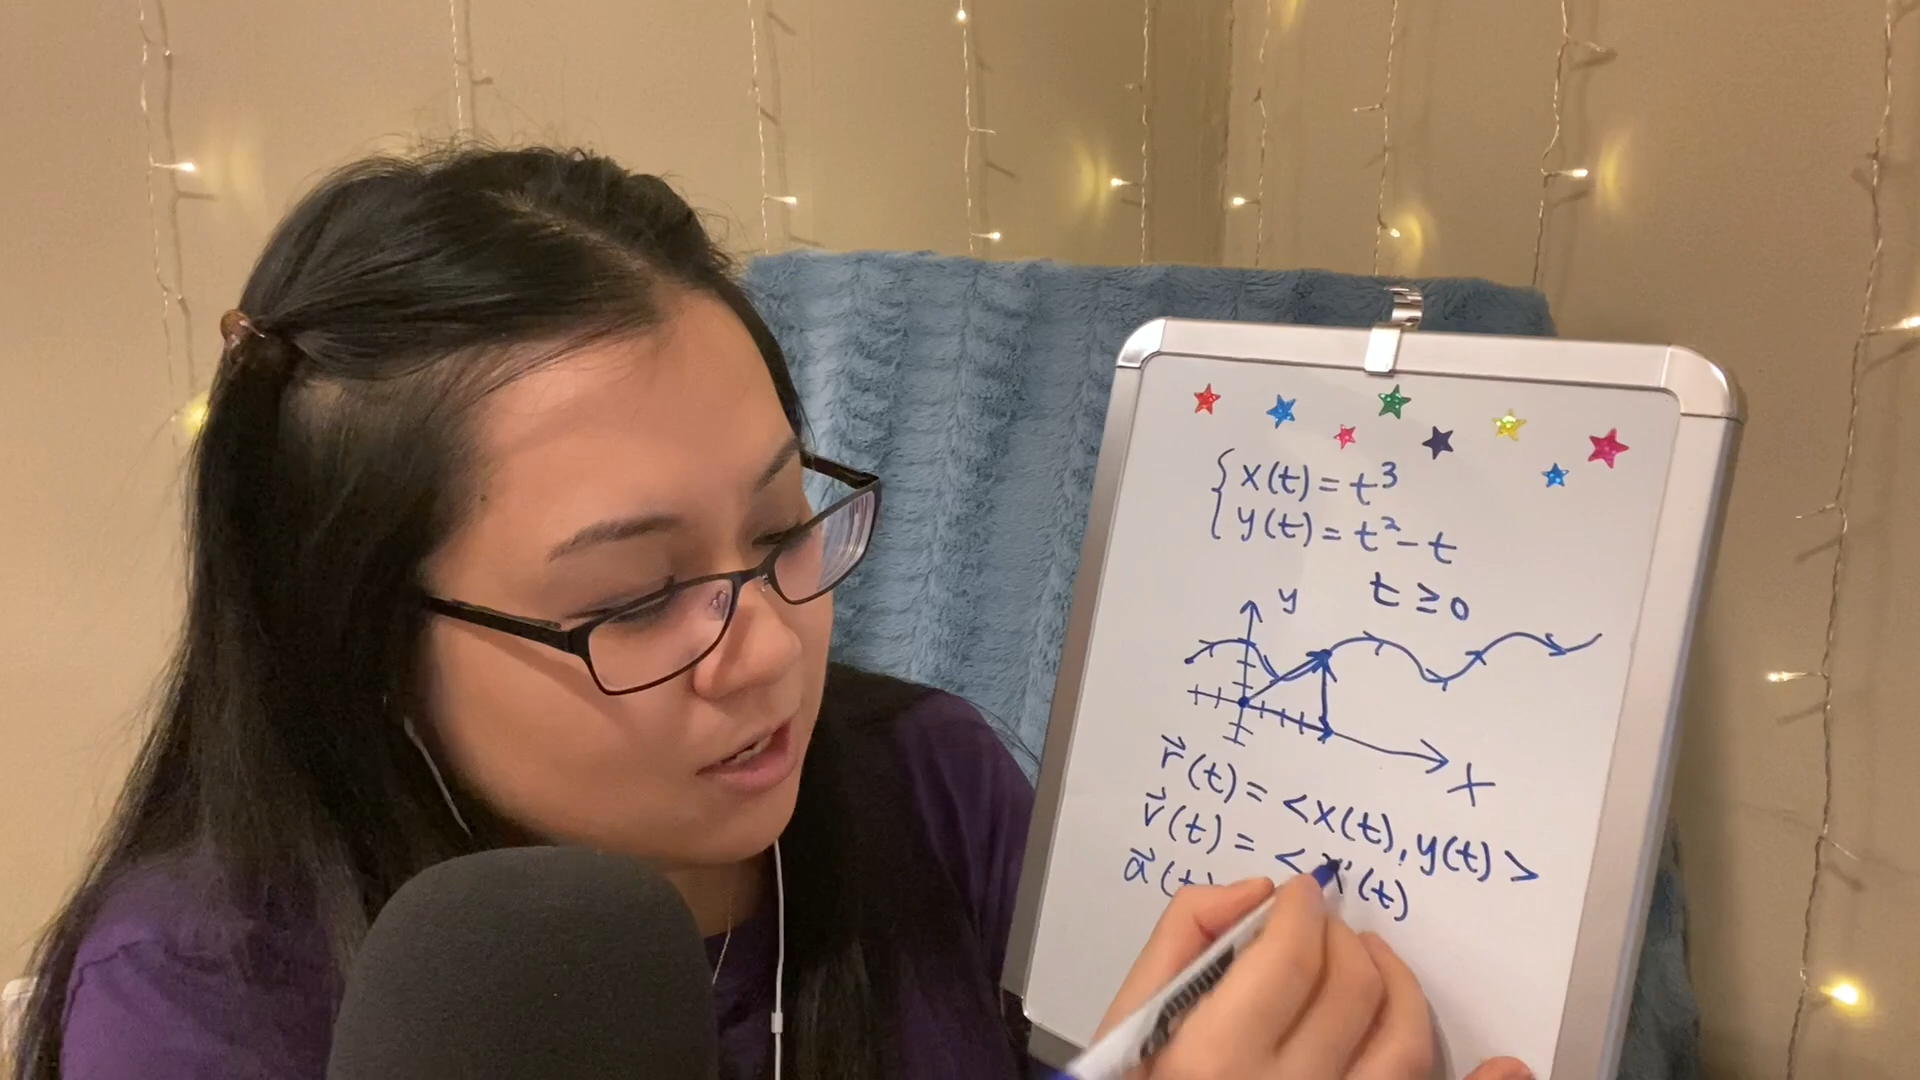 x(t) = t³
y(t) = t² - t
t ≥ 0
y
x
r⃗(t) = <x(t), y(t)>
v⃗(t) = <x'(t)
a⃗(t)